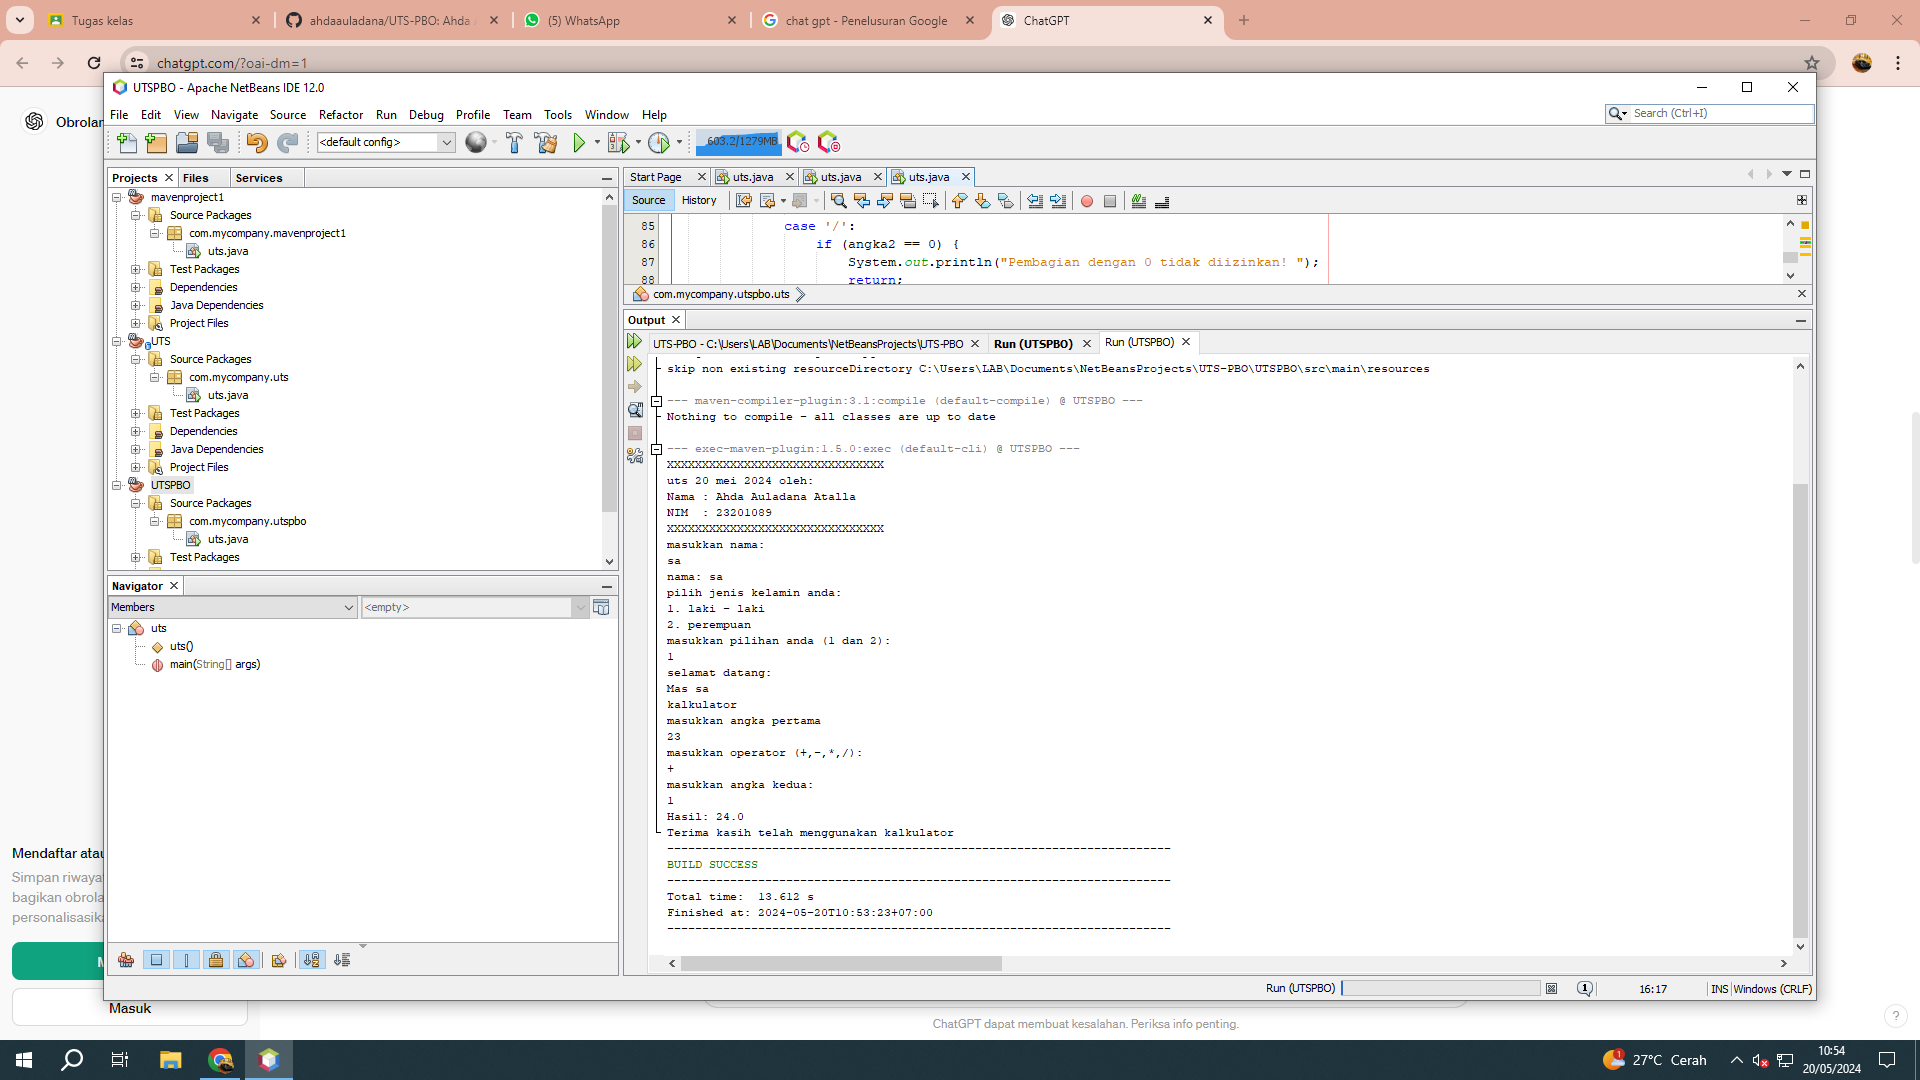 Tugas kelas
ahdaauladana/UTS-PBO: Ahda A
(5) WhatsApp
chat gpt - Penelusuran Google
ChatGPT
chatgpt.com/?oai-dm=1
Obrolan
UTSPBO - Apache NetBeans IDE 12.0
File Edit View Navigate Source Refactor Run Debug Profile Team Tools Window Help
Search (Ctrl+I)
<default config>
603.2/1279MB
Projects Files Services
Start Page uts.java uts.java uts.java
Source History
85 case '/':
86 if (angka2 == 0) {
87 System.out.println("Pembagian dengan 0 tidak diizinkan! ");
88 return;
com.mycompany.utspbo.uts
mavenproject1
Source Packages
com.mycompany.mavenproject1
uts.java
Test Packages
Dependencies
Java Dependencies
Project Files
UTS
Source Packages
com.mycompany.uts
uts.java
Test Packages
Dependencies
Java Dependencies
Project Files
UTSPBO
Source Packages
com.mycompany.utspbo
uts.java
Test Packages
Navigator
Members
<empty>
uts
uts()
main(String[] args)
Output
UTS-PBO - C:\Users\LAB\Documents\NetBeansProjects\UTS-PBO Run (UTSPBO) Run (UTSPBO)
skip non existing resourceDirectory C:\Users\LAB\Documents\NetBeansProjects\UTS-PBO\UTSPBO\src\main\resources
--- maven-compiler-plugin:3.1:compile (default-compile) @ UTSPBO ---
Nothing to compile - all classes are up to date
--- exec-maven-plugin:1.5.0:exec (default-cli) @ UTSPBO ---
XXXXXXXXXXXXXXXXXXXXXXXXXXXXXXX
uts 20 mei 2024 oleh:
Nama : Ahda Auladana Atalla
NIM  : 23201089
XXXXXXXXXXXXXXXXXXXXXXXXXXXXXXX
masukkan nama:
sa
nama: sa
pilih jenis kelamin anda:
1. laki - laki
2. perempuan
masukkan pilihan anda (1 dan 2):
1
selamat datang:
Mas sa
kalkulator
masukkan angka pertama
23
masukkan operator (+,-,*,/):
+
masukkan angka kedua:
1
Hasil: 24.0
Terima kasih telah menggunakan kalkulator
------------------------------------------------------------------------
BUILD SUCCESS
------------------------------------------------------------------------
Total time:  13.612 s
Finished at: 2024-05-20T10:53:23+07:00
------------------------------------------------------------------------
Run (UTSPBO)
1
16:17
INS
Windows (CRLF)
Mendaftar atau
Simpan riwaya
bagikan obrola
personalisasika
M
Masuk
ChatGPT dapat membuat kesalahan. Periksa info penting.
?
1
27°C Cerah
10:54
20/05/2024